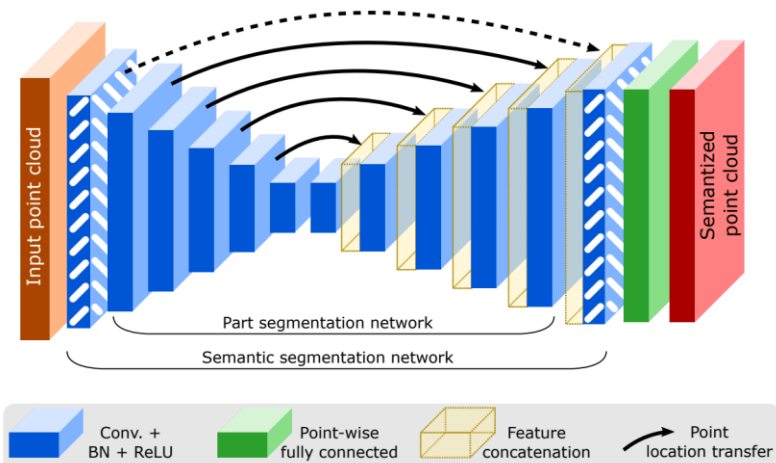 Input point cloud
Semantized
point cloud
Part segmentation network
Semantic segmentation network
Conv. +
BN + ReLU
Point-wise
fully connected
Feature
concatenation
Point
location transfer